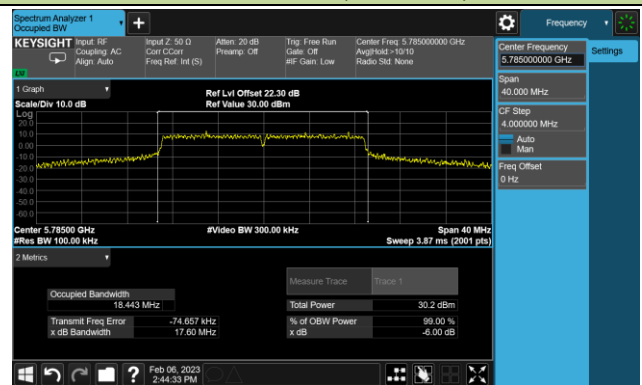 Spectrum Analyzer 1
Occupied BW
Frequency
KEYSIGHT
Input: RF
Coupling: AC
Align: Auto
Input Z: 50 Ω
Corr CCorr
Freq Ref: Int (S)
Atten: 20 dB
Preamp: Off
Trig: Free Run
Gate: Off
#IF Gain: Low
Center Freq: 5.785000000 GHz
Avg|Hold:>10/10
Radio Std: None
LXI
Center Frequency
5.785000000 GHz
Settings
Span
40.000 MHz
CF Step
4.000000 MHz
Auto
Man
Freq Offset
0 Hz
1 Graph
Scale/Div 10.0 dB
Ref Lvl Offset 22.30 dB
Ref Value 30.00 dBm
Log
20.0
10.0
0.00
-10.0
-20.0
-30.0
-40.0
-50.0
-60.0
Center 5.78500 GHz
#Res BW 100.00 kHz
#Video BW 300.00 kHz
Span 40 MHz
Sweep 3.87 ms (2001 pts)
2 Metrics
Measure Trace Trace 1
Occupied Bandwidth
18.443 MHz
Total Power 30.2 dBm
Transmit Freq Error -74.657 kHz
% of OBW Power 99.00 %
x dB Bandwidth 17.60 MHz
x dB -6.00 dB
?
Feb 06, 2023
2:44:33 PM